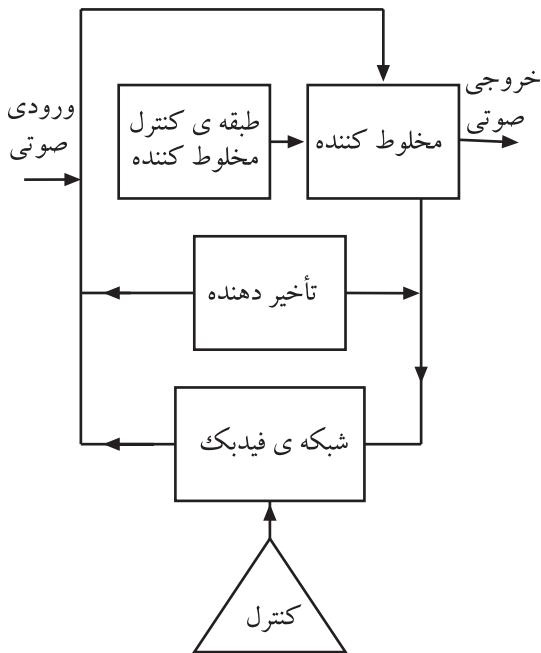 خروجی
صوتی
ورودی
صوتی
مخلوط کننده
طبقه ی کنترل
مخلوط کننده
تأخیر دهنده
شبکه ی فیدبک
کنترل